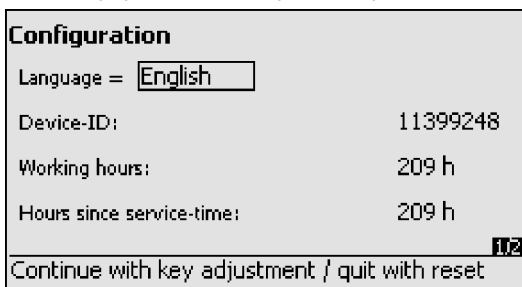 Configuration
Language = English
Device-ID: 11399248
Working hours: 209 h
Hours since service-time: 209 h
1/2
Continue with key adjustment / quit with reset